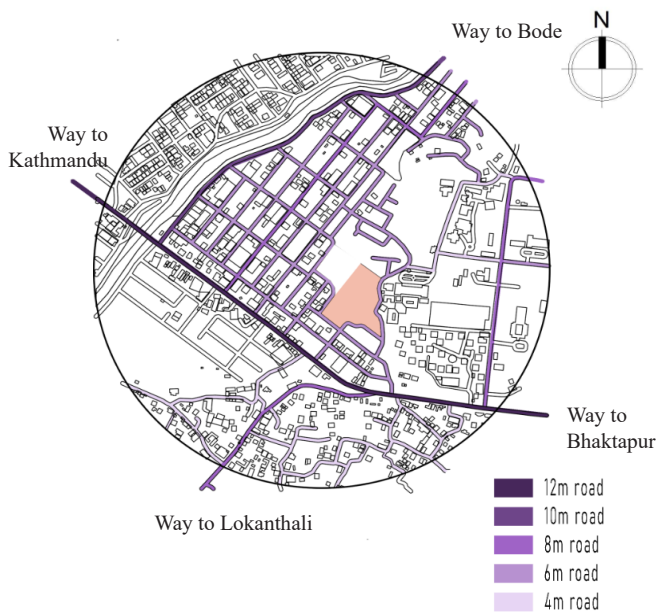 N
Way to Bode
Way to
Kathmandu
Way to
Bhaktapur
Way to Lokanthali
12m road
10m road
8m road
6m road
4m road